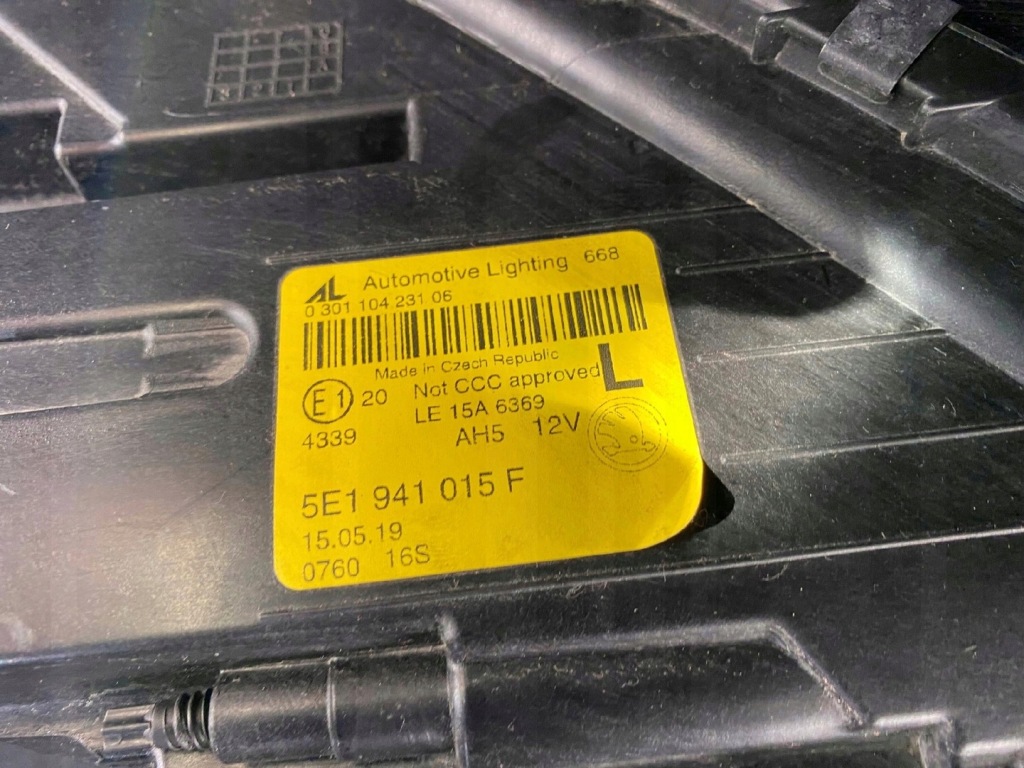 AL Automotive Lighting 668
0 301 104 231 06
Made in Czech Republic
Not CCC approved L
E1 20
LE 15A 6369
4339 AH5 12V
5E1 941 015 F
15.05.19
0760 16S